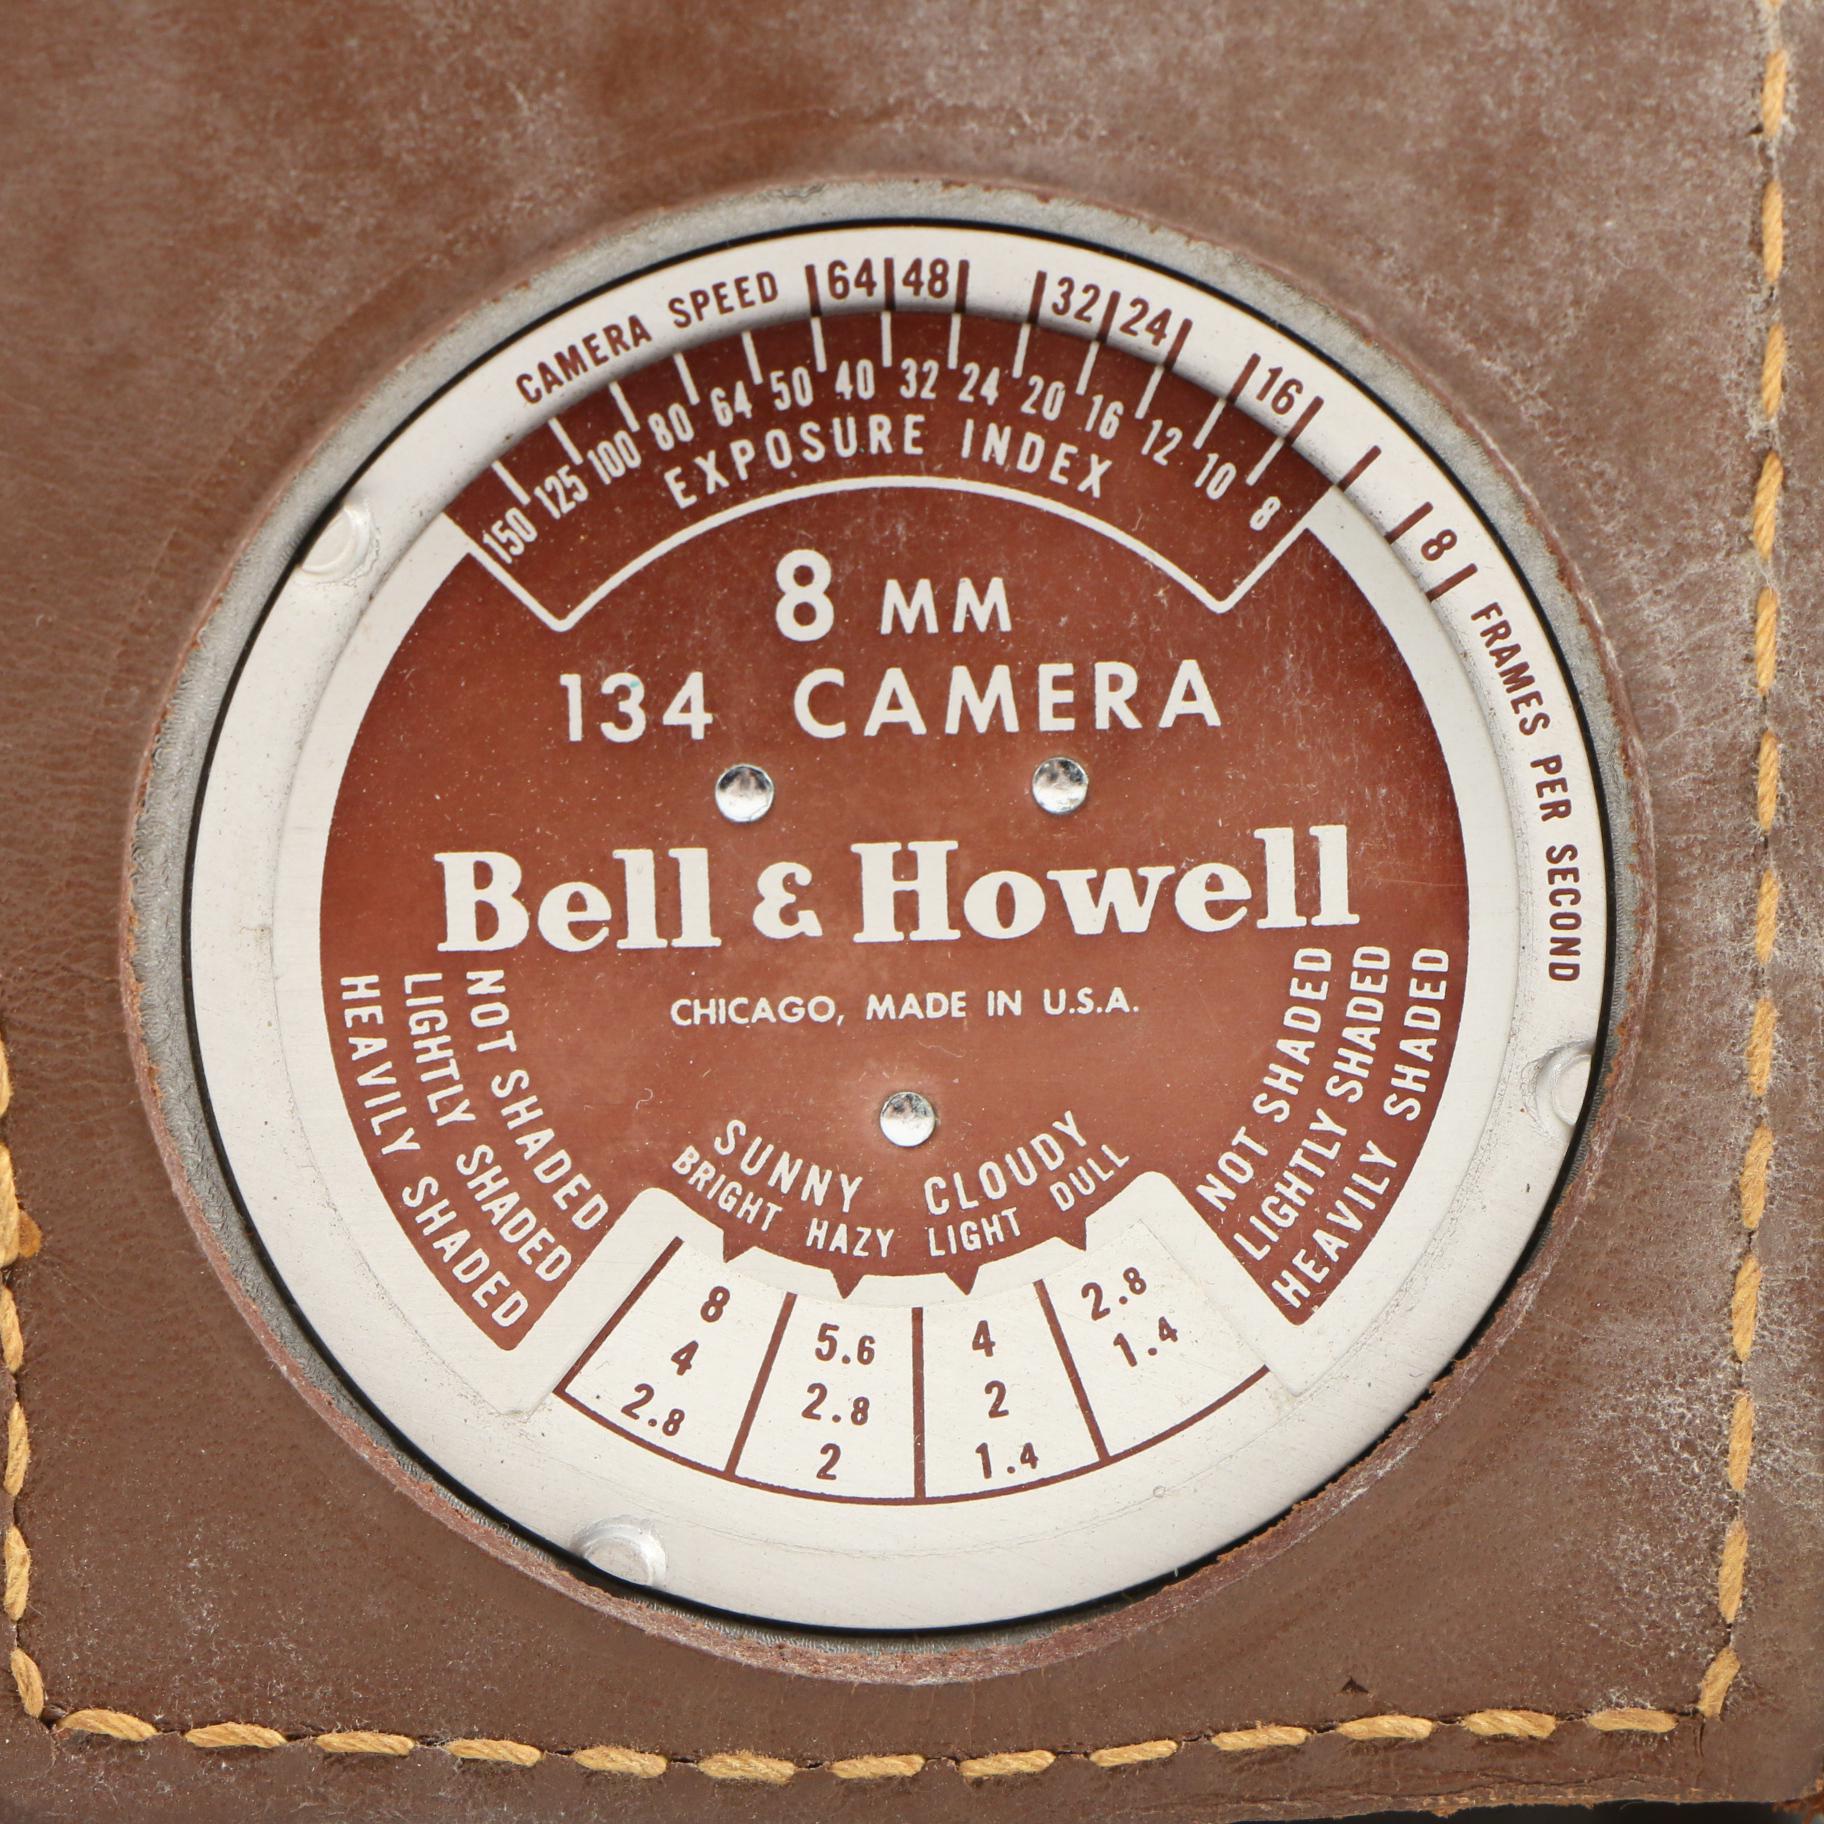 CAMERA SPEED 64 48 32 24 16 8 FRAMES PER SECOND
150 125 100 80 64 50 40 32 24 20 16 12 10 8
EXPOSURE INDEX
8 MM
134 CAMERA
Bell & Howell
CHICAGO, MADE IN U.S.A.
NOT SHADED
LIGHTLY SHADED
HEAVILY SHADED
SUNNY CLOUDY
BRIGHT HAZY LIGHT DULL
NOT SHADED
LIGHTLY SHADED
HEAVILY SHADED
8 5.6 4 2.8
4 2.8 2 1.4
2.8 2 1.4